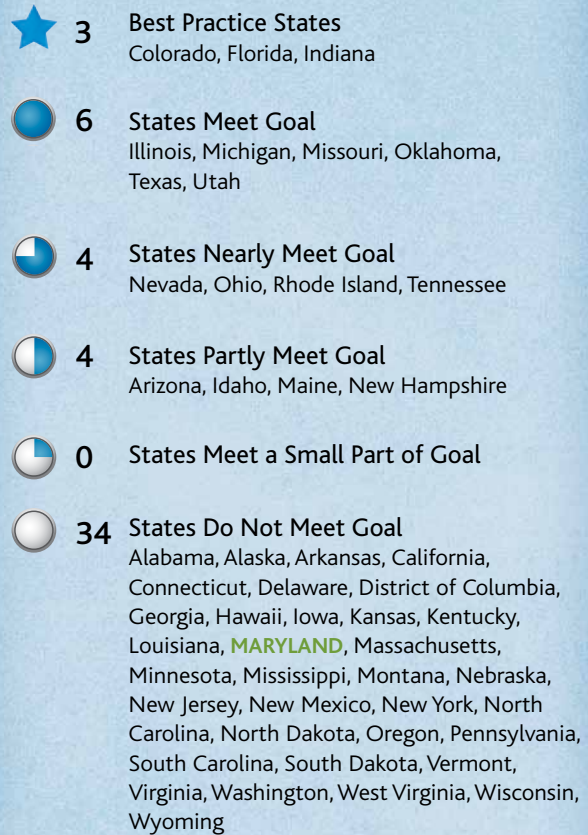 3 Best Practice States
Colorado, Florida, Indiana
6 States Meet Goal
Illinois, Michigan, Missouri, Oklahoma,
Texas, Utah
4 States Nearly Meet Goal
Nevada, Ohio, Rhode Island, Tennessee
4 States Partly Meet Goal
Arizona, Idaho, Maine, New Hampshire
0 States Meet a Small Part of Goal
34 States Do Not Meet Goal
Alabama, Alaska, Arkansas, California,
Connecticut, Delaware, District of Columbia,
Georgia, Hawaii, Iowa, Kansas, Kentucky,
Louisiana, MARYLAND, Massachusetts,
Minnesota, Mississippi, Montana, Nebraska,
New Jersey, New Mexico, New York, North
Carolina, North Dakota, Oregon, Pennsylvania,
South Carolina, South Dakota, Vermont,
Virginia, Washington, West Virginia, Wisconsin,
Wyoming